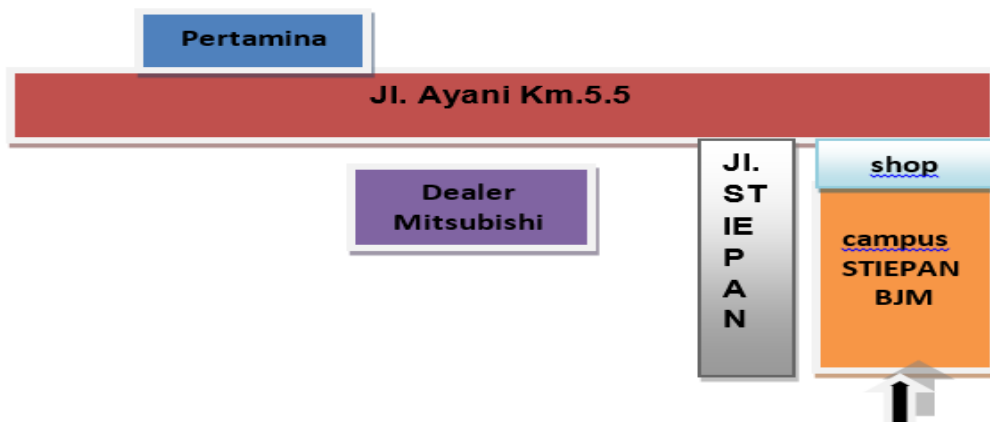 Pertamina
Jl. Ayani Km.5.5
Dealer
Mitsubishi
Jl.
ST
IE
P
A
N
shop
campus
STIEPAN
BJM